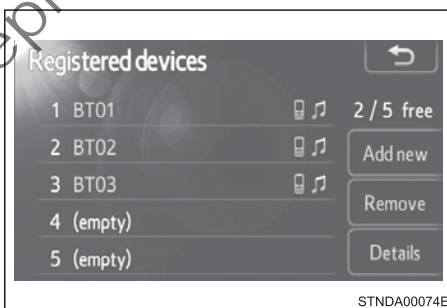 Registered devices
1 BT01 2 / 5 free
2 BT02 Add new
3 BT03
Remove
4 (empty)
5 (empty) Details
STNDA00074E